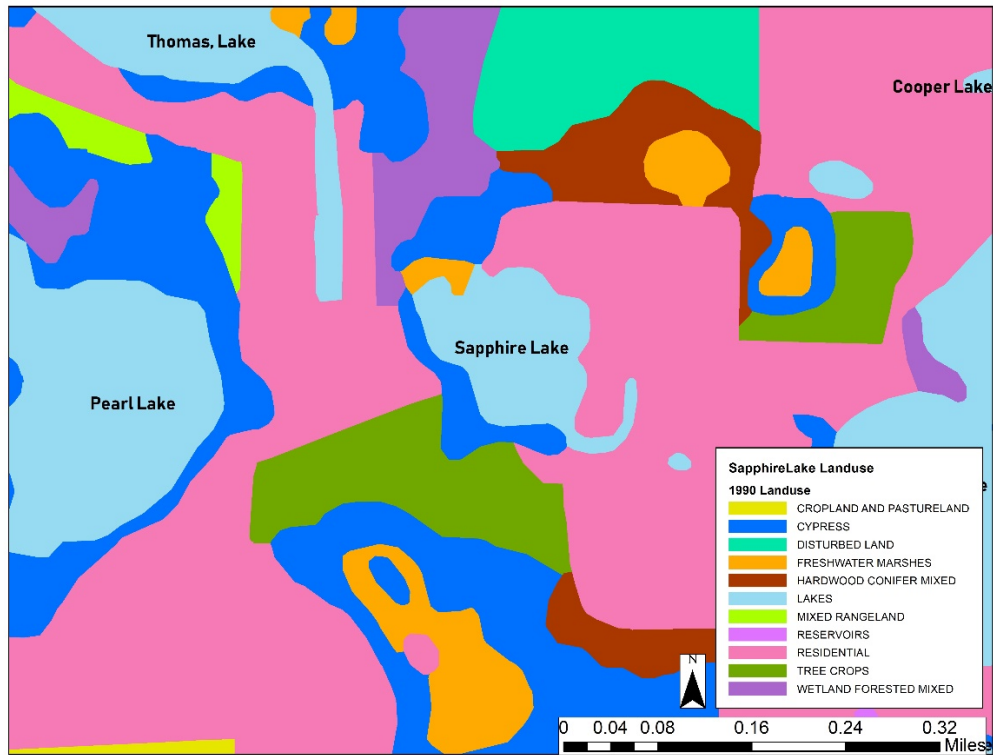 Thomas, Lake
Cooper Lake
Sapphire Lake
Pearl Lake
SapphireLake Landuse
1990 Landuse
CROPLAND AND PASTURELAND
CYPRESS
DISTURBED LAND
FRESHWATER MARSHES
HARDWOOD CONIFER MIXED
LAKES
MIXED RANGELAND
RESERVOIRS
RESIDENTIAL
TREE CROPS
WETLAND FORESTED MIXED
N
0 0.04 0.08 0.16 0.24 0.32
Miles